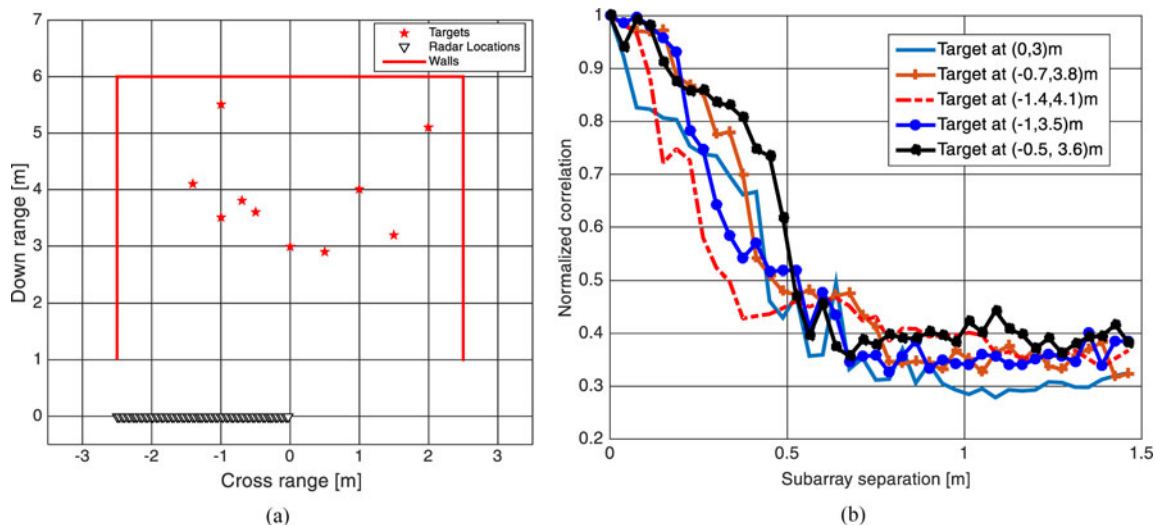 7
6
5
4
3
2
1
0
Down range [m]
-3
-2
-1
0
1
2
3
Cross range [m]
Targets
Radar Locations
Walls
(a)
1
0.9
0.8
0.7
0.6
0.5
0.4
0.3
0.2
Normalized correlation
0
0.5
1
1.5
Subarray separation [m]
Target at (0,3)m
Target at (-0.7,3.8)m
Target at (-1.4,4.1)m
Target at (-1,3.5)m
Target at (-0.5, 3.6)m
(b)